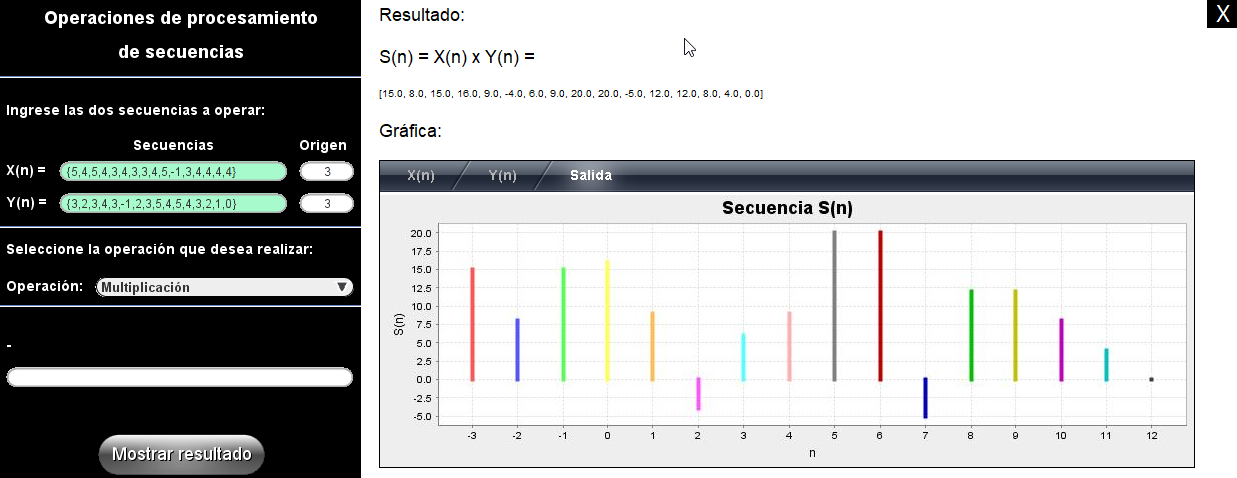 Operaciones de procesamiento
de secuencias
Ingrese las dos secuencias a operar:
Secuencias Origen
X(n) = {5,4,5,4,3,4,3,3,4,5,-1,3,4,4,4,4} 3
Y(n) = {3,2,3,4,3,-1,2,3,5,4,5,4,3,2,1,0} 3
Seleccione la operación que desea realizar:
Operación: Multiplicación ▼
-
Mostrar resultado
X
Resultado:
S(n) = X(n) x Y(n) =
[15.0, 8.0, 15.0, 16.0, 9.0, -4.0, 6.0, 9.0, 20.0, 20.0, -5.0, 12.0, 12.0, 8.0, 4.0, 0.0]
Gráfica:
X(n) Y(n) Salida
Secuencia S(n)
S(n)
20.0
17.5
15.0
12.5
10.0
7.5
5.0
2.5
0.0
-2.5
-5.0
-3 -2 -1 0 1 2 3 4 5 6 7 8 9 10 11 12
n